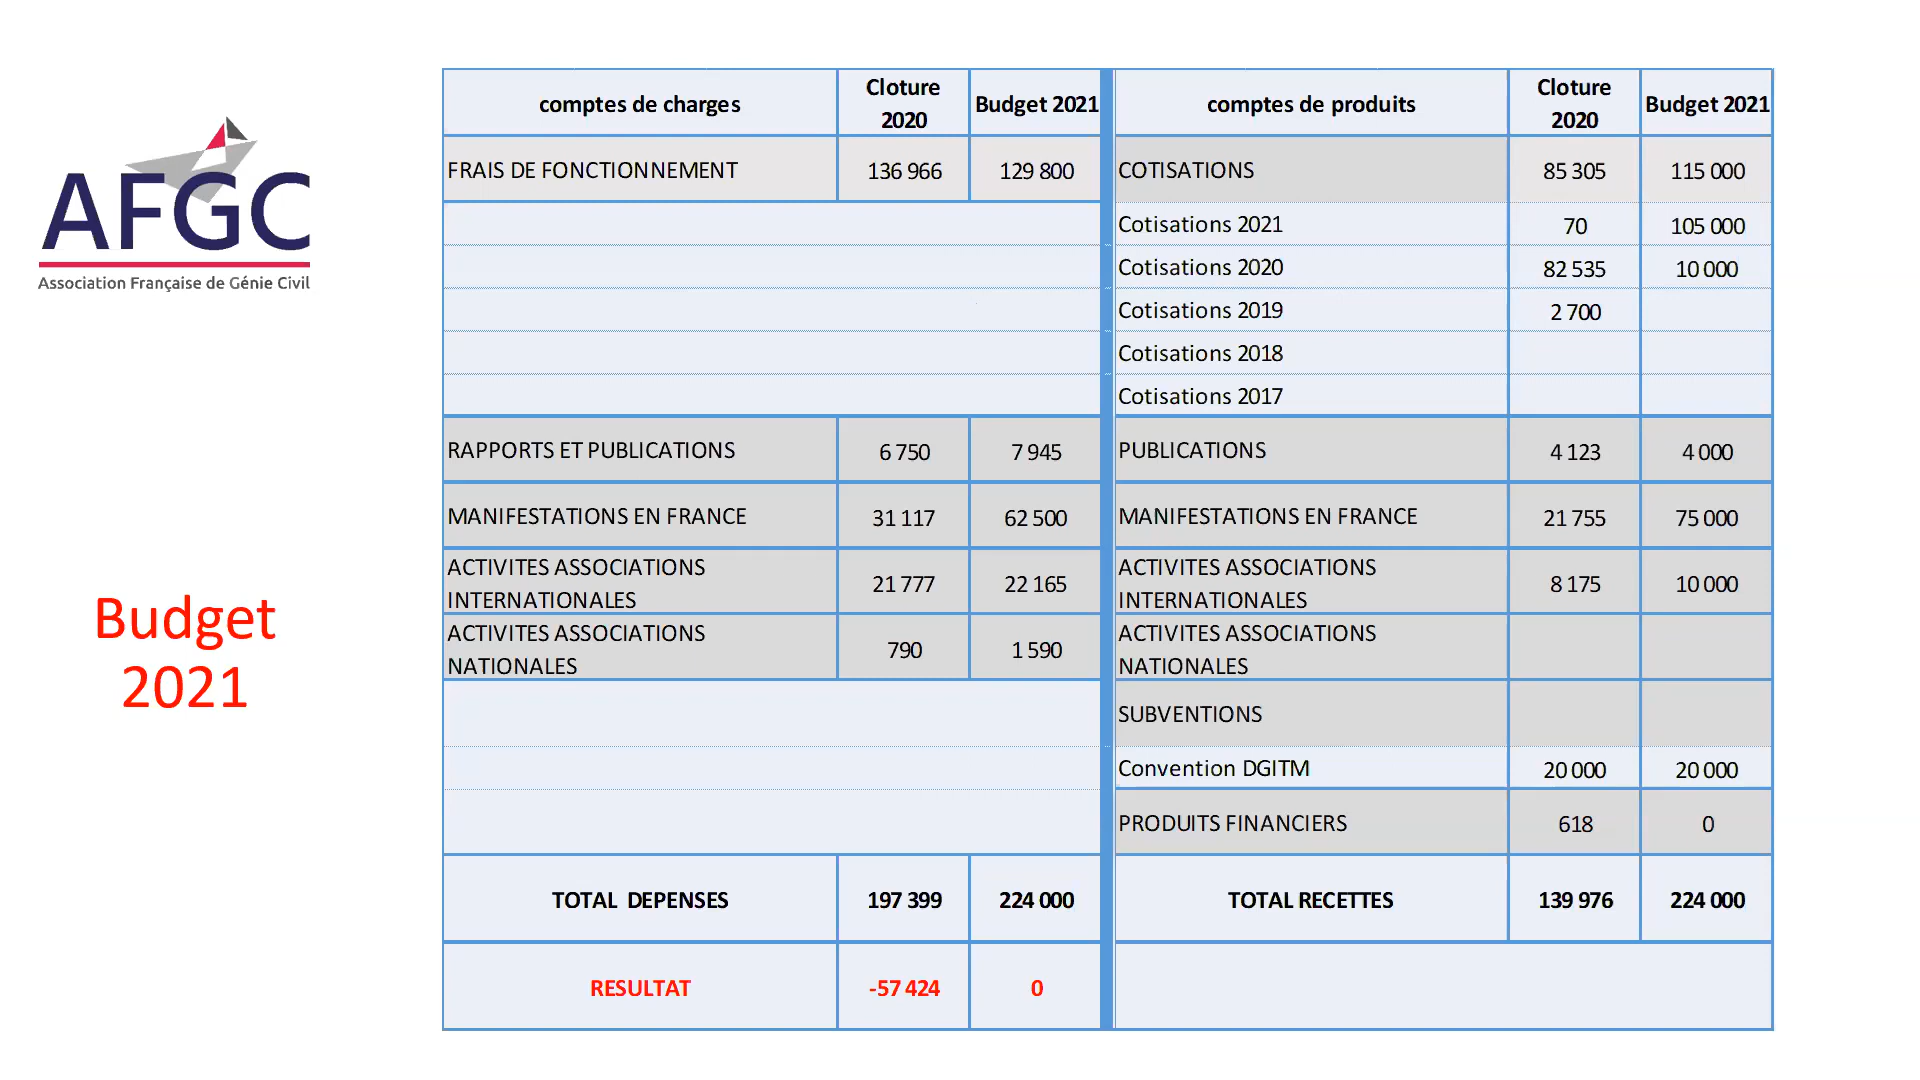 AFGC
Association Française de Génie Civil
Budget
2021
comptes de charges | Cloture 2020 | Budget 2021 | comptes de produits | Cloture 2020 | Budget 2021
FRAIS DE FONCTIONNEMENT | 136 966 | 129 800 | COTISATIONS | 85 305 | 115 000
Cotisations 2021 | 70 | 105 000
Cotisations 2020 | 82 535 | 10 000
Cotisations 2019 | 2 700
Cotisations 2018
Cotisations 2017
RAPPORTS ET PUBLICATIONS | 6 750 | 7 945 | PUBLICATIONS | 4 123 | 4 000
MANIFESTATIONS EN FRANCE | 31 117 | 62 500 | MANIFESTATIONS EN FRANCE | 21 755 | 75 000
ACTIVITES ASSOCIATIONS INTERNATIONALES | 21 777 | 22 165 | ACTIVITES ASSOCIATIONS INTERNATIONALES | 8 175 | 10 000
ACTIVITES ASSOCIATIONS NATIONALES | 790 | 1 590 | ACTIVITES ASSOCIATIONS NATIONALES
SUBVENTIONS
Convention DGITM | 20 000 | 20 000
PRODUITS FINANCIERS | 618 | 0
TOTAL DEPENSES | 197 399 | 224 000 | TOTAL RECETTES | 139 976 | 224 000
RESULTAT | -57 424 | 0